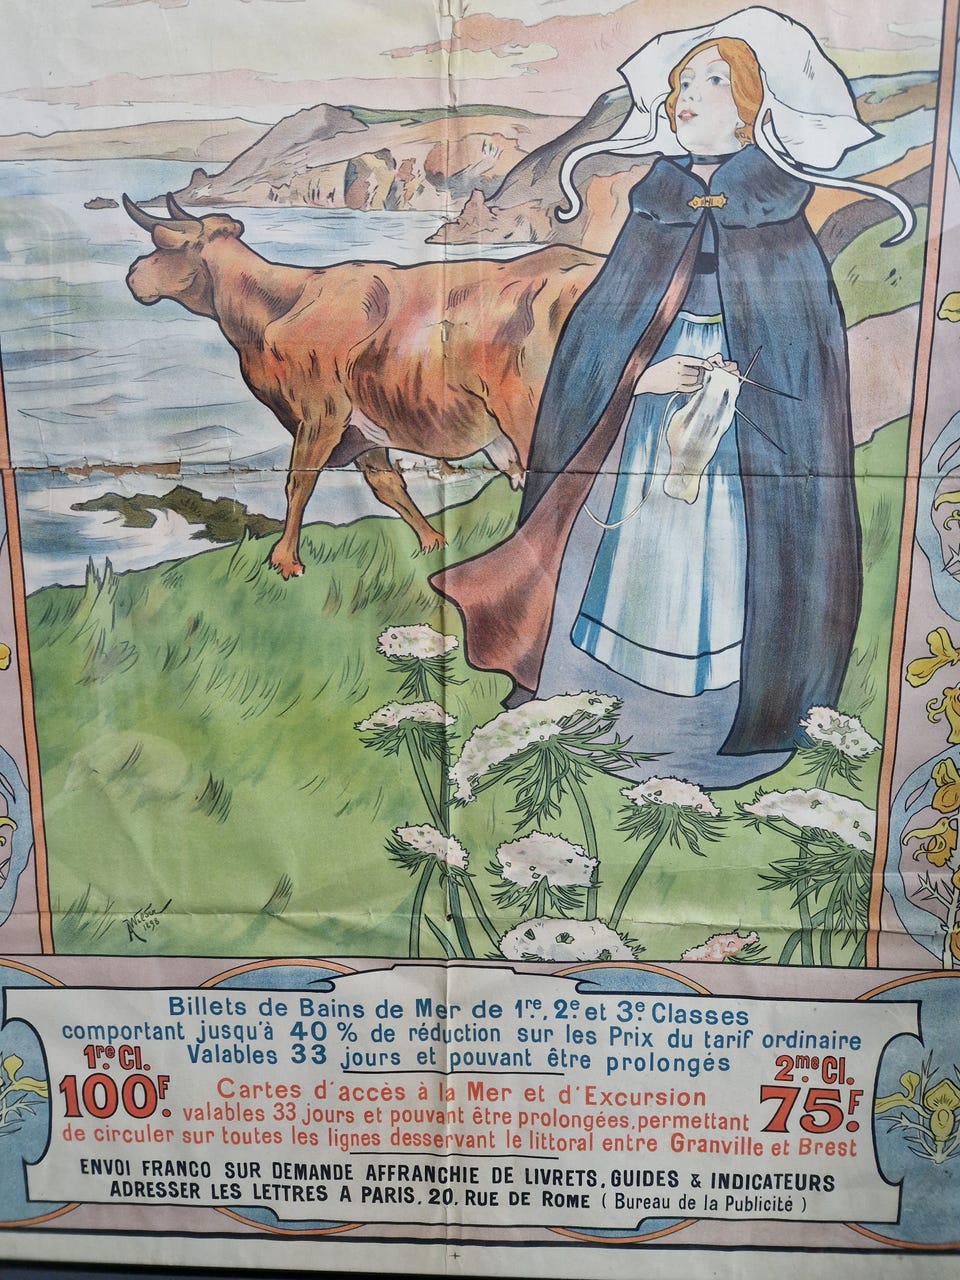 Billets de Bains de Mer de 1re, 2e et 3e Classes
comportant jusqu'à 40 % de réduction sur les Prix du tarif ordinaire
Valables 33 jours et pouvant être prolongés
1re Cl.
100F.
2me Cl.
75F.
Cartes d'accès à la Mer et d'Excursion
valables 33 jours et pouvant être prolongées, permettant
de circuler sur toutes les lignes desservant le littoral entre Granville et Brest
ENVOI FRANCO SUR DEMANDE AFFRANCHIE DE LIVRETS, GUIDES & INDICATEURS
ADRESSER LES LETTRES A PARIS. 20, RUE DE ROME ( Bureau de la Publicité )